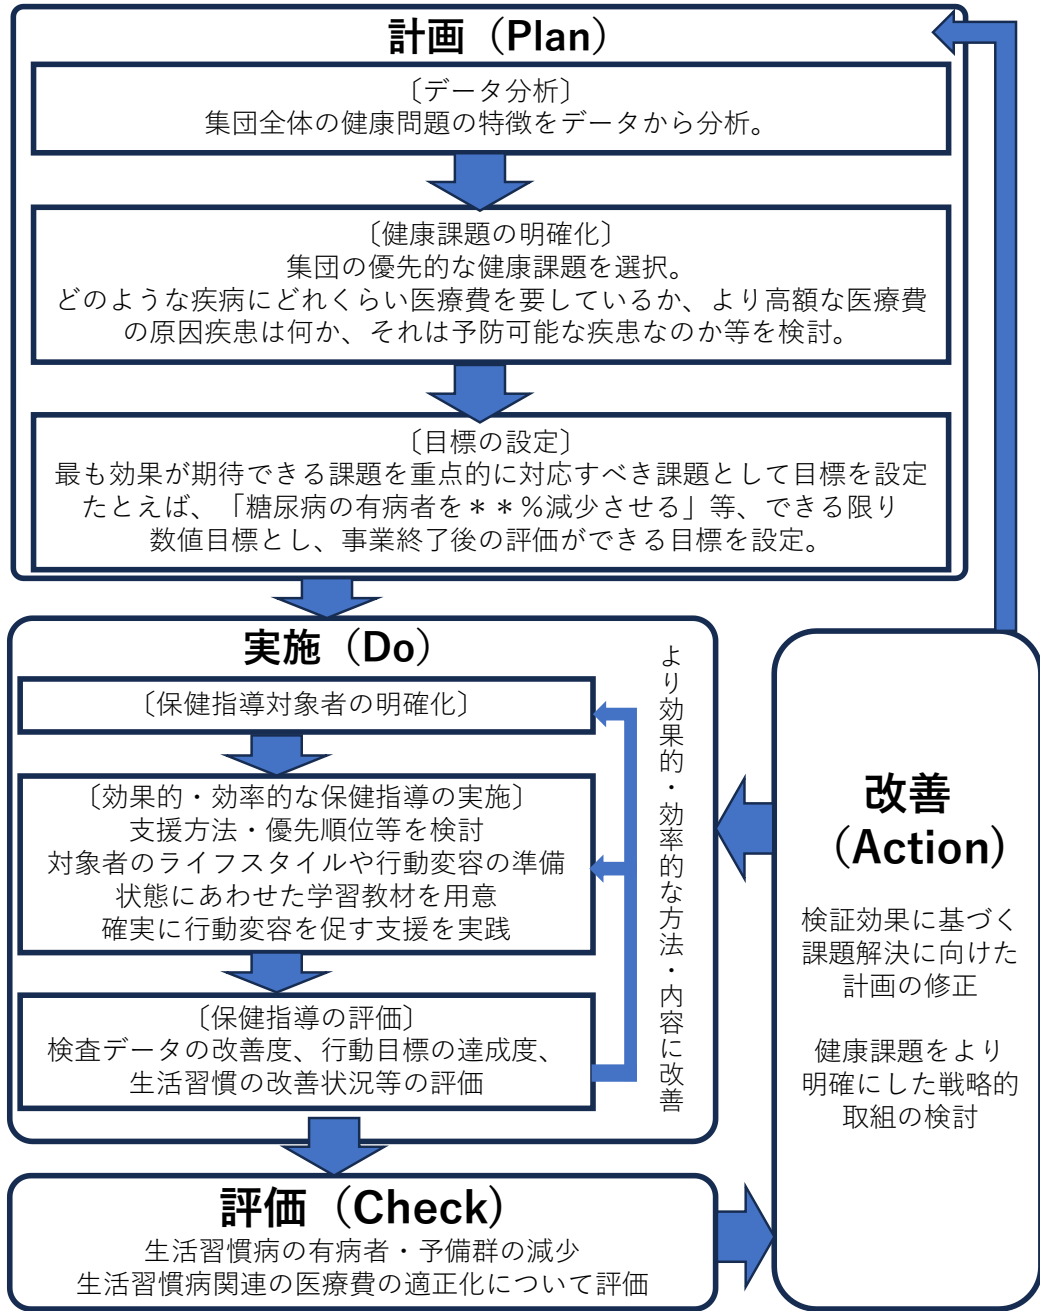 計画（Plan）
〔データ分析〕
集団全体の健康問題の特徴をデータから分析。
〔健康課題の明確化〕
集団の優先的な健康課題を選択。
どのような疾病にどれくらい医療費を要しているか、より高額な医療費
の原因疾患は何か、それは予防可能な疾患なのか等を検討。
〔目標の設定〕
最も効果が期待できる課題を重点的に対応すべき課題として目標を設定
たとえば、「糖尿病の有病者を＊＊％減少させる」等、できる限り
数値目標とし、事業終了後の評価ができる目標を設定。
実施（Do）
〔保健指導対象者の明確化〕
〔効果的・効率的な保健指導の実施〕
支援方法・優先順位等を検討
対象者のライフスタイルや行動変容の準備
状態にあわせた学習教材を用意
確実に行動変容を促す支援を実践
〔保健指導の評価〕
検査データの改善度、行動目標の達成度、
生活習慣の改善状況等の評価
より効果的・効率的な方法・内容に改善
評価（Check）
生活習慣病の有病者・予備群の減少
生活習慣病関連の医療費の適正化について評価
改善
（Action）
検証効果に基づく
課題解決に向けた
計画の修正
健康課題をより
明確にした戦略的
取組の検討